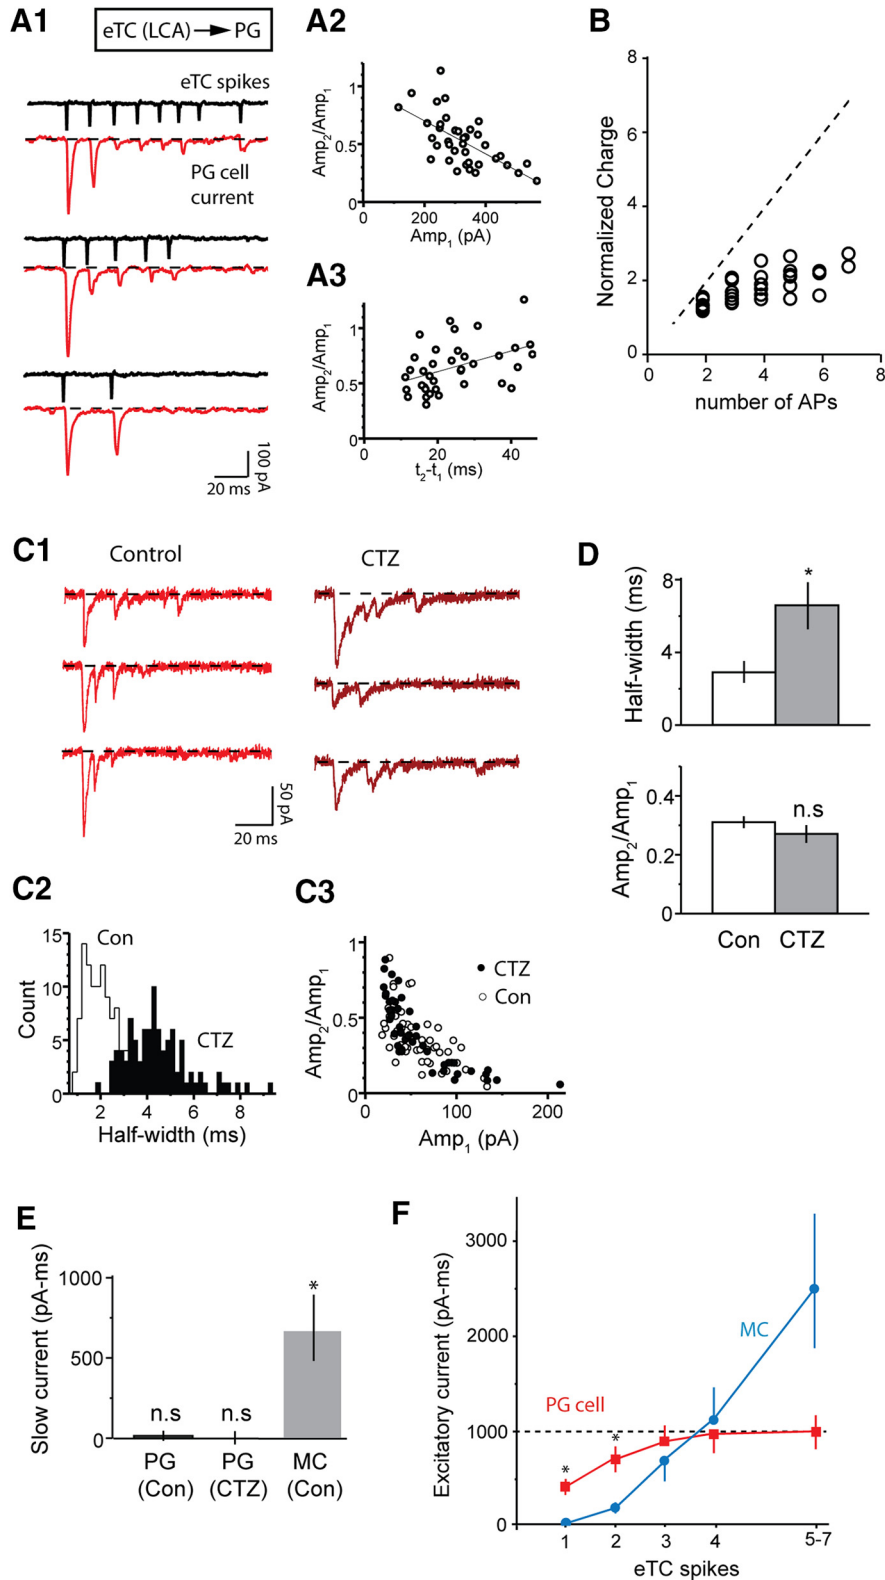 A1
eTC (LCA) → PG
eTC spikes
PG cell
current
100 pA
20 ms
A2
Amp2/Amp1
1
0.5
0
0
200
400
Amp1 (pA)
A3
Amp2/Amp1
1
0.5
0
0
20
40
t2-t1 (ms)
B
Normalized Charge
8
6
4
2
0
0
2
4
6
8
number of APs
C1
Control
CTZ
50 pA
20 ms
D
Half-width (ms)
8
4
0
*
Amp2/Amp1
0.4
0.2
0
n.s
Con
CTZ
C2
Count
15
10
5
0
Con
CTZ
2
4
6
8
Half-width (ms)
C3
Amp2/Amp1
1
0.5
0
CTZ
Con
0
100
200
Amp1 (pA)
E
Slow current (pA-ms)
1000
500
0
n.s
n.s
*
PG
(Con)
PG
(CTZ)
MC
(Con)
F
Excitatory current (pA-ms)
3000
2000
1000
0
MC
PG cell
*
*
1
2
3
4
5-7
eTC spikes